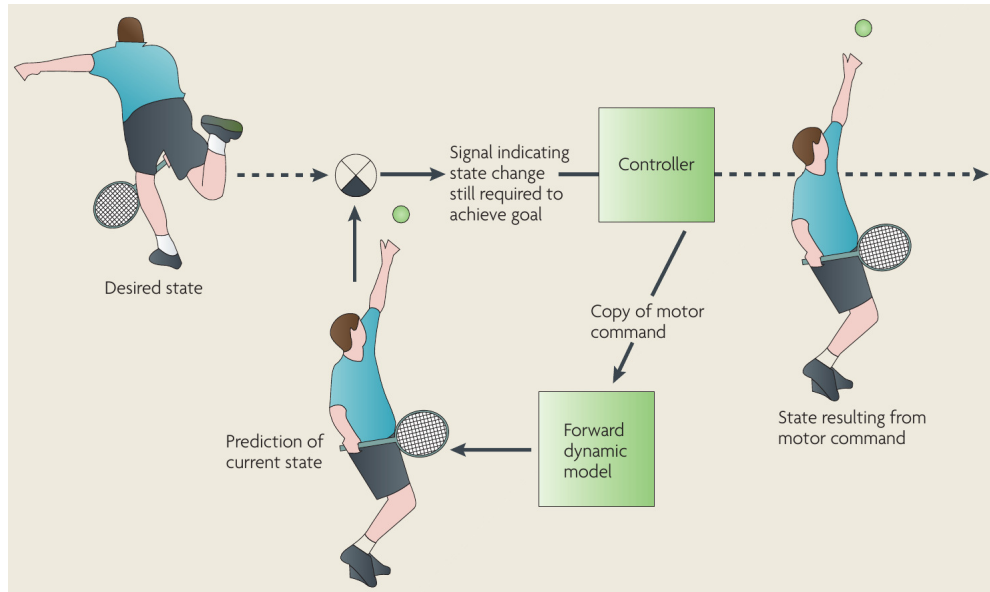 Desired state
Signal indicating
state change
still required to
achieve goal
Controller
Copy of motor
command
Forward
dynamic
model
Prediction of
current state
State resulting from
motor command